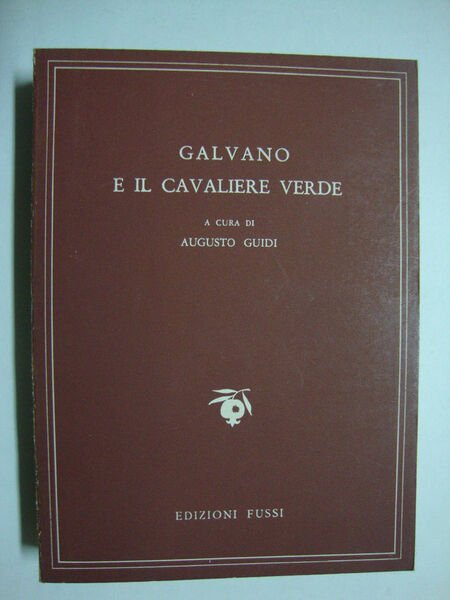 GALVANO
E IL CAVALIERE VERDE
A CURA DI
AUGUSTO GUIDI
EDIZIONI FUSSI